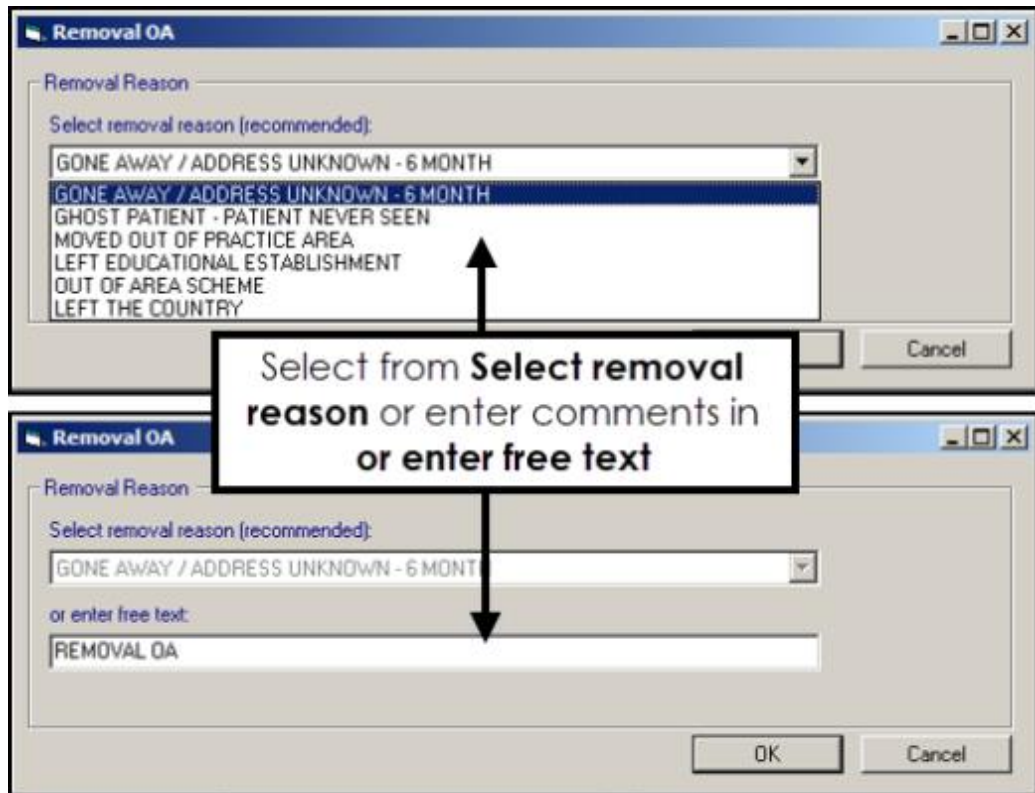 Removal OA
Removal Reason
Select removal reason (recommended):
GONE AWAY / ADDRESS UNKNOWN - 6 MONTH
GONE AWAY / ADDRESS UNKNOWN - 6 MONTH
GHOST PATIENT - PATIENT NEVER SEEN
MOVED OUT OF PRACTICE AREA
LEFT EDUCATIONAL ESTABLISHMENT
OUT OF AREA SCHEME
LEFT THE COUNTRY
Cancel
Select from Select removal
reason or enter comments in
or enter free text
Removal OA
Removal Reason
Select removal reason (recommended):
GONE AWAY / ADDRESS UNKNOWN - 6 MONTH
or enter free text:
REMOVAL OA
OK
Cancel